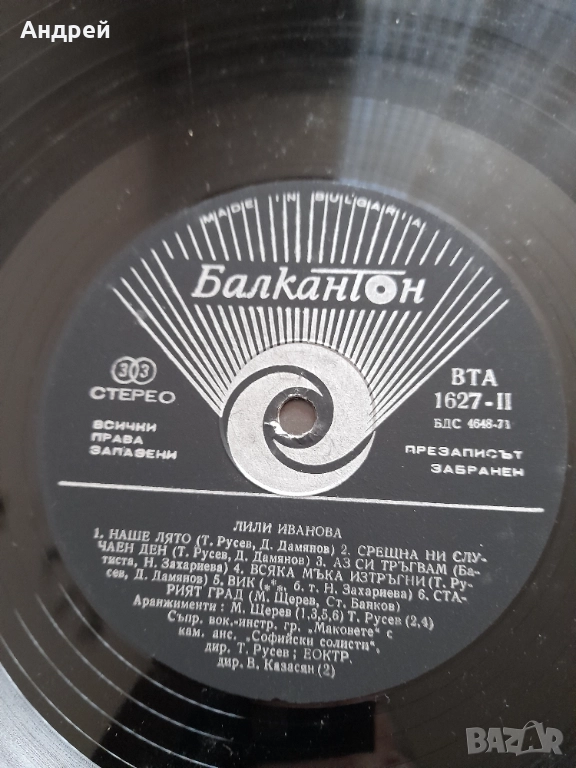 Андрей
MADE IN BULGARIA
Балкантон
33
СТЕРЕО
ВСИЧКИ
ПРАВА
ЗАПАЗЕНИ
ВТА
1627-II
БДС 4648-71
ПРЕЗАПИСЪТ
ЗАБРАНЕН
ЛИЛИ ИВАНОВА
1. НАШЕ ЛЯТО (Т. Русев, Д. Дамянов) 2. СРЕЩНА НИ СЛУ-
ЧАЕН ДЕН (Т. Русев, Д. Дамянов) 3. АЗ СИ ТРЪГВАМ (Ба-
тиста, Н. Захариева) 4. ВСЯКА МЪКА ИЗТРЪГНИ (Т. Ру-
сев, Д. Дамянов) 5. ВИК (*** б. т. Н. Захариева) 6. СТА-
РИЯТ ГРАД (М. Щерев, Ст. Банков)
Аранжименти: М. Щерев (1,3,5,6) Т. Русев (2,4)
Съпр. вок.-инстр. гр. „Маковете" с
кам. анс. „Софийски солисти",
дир. Т. Русев; ЕОКТР.
дир. В. Казасян (2)
BAZAR